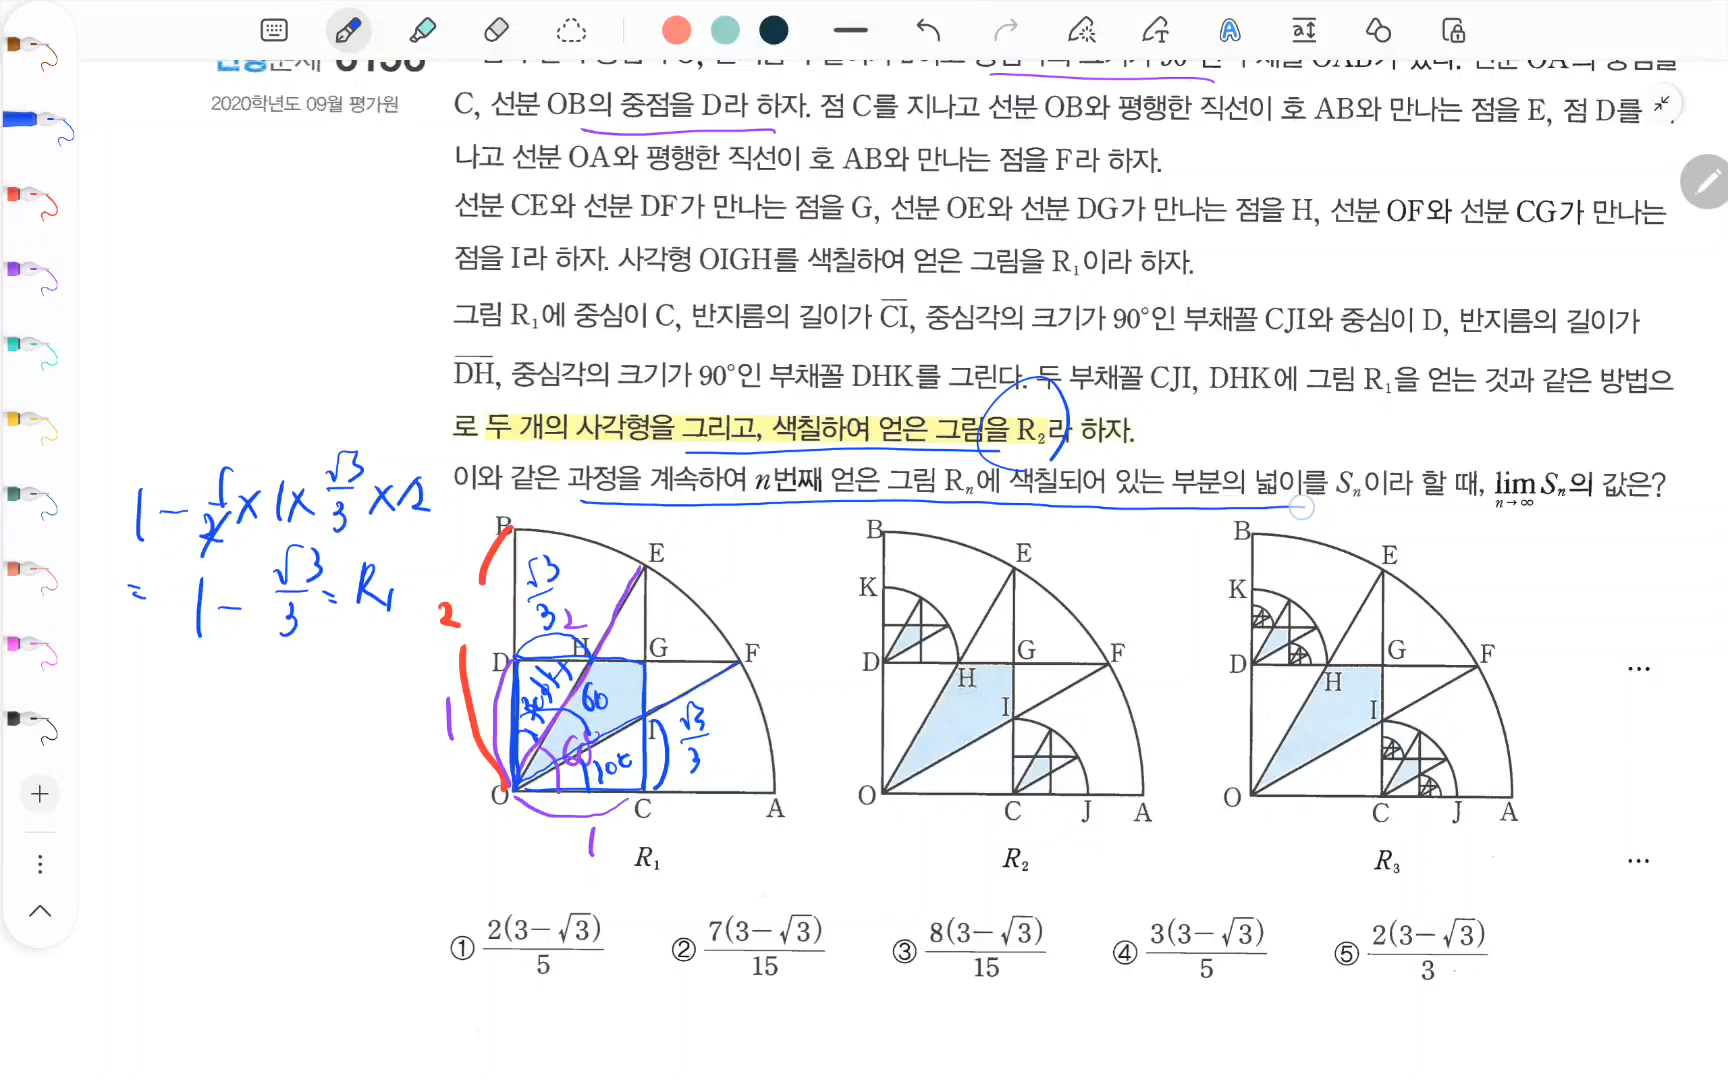 2020학년도 09월 평가원
C, 선분 OB의 중점을 D라 하자. 점 C를 지나고 선분 OB와 평행한 직선이 호 AB와 만나는 점을 E, 점 D를
나고 선분 OA와 평행한 직선이 호 AB와 만나는 점을 F라 하자.
선분 CE와 선분 DF가 만나는 점을 G, 선분 OE와 선분 DG가 만나는 점을 H, 선분 OF와 선분 CG가 만나는
점을 I라 하자. 사각형 OIGH를 색칠하여 얻은 그림을 R₁이라 하자.
그림 R₁에 중심이 C, 반지름의 길이가 C̅I̅, 중심각의 크기가 90°인 부채꼴 CJI와 중심이 D, 반지름의 길이가
D̅H̅, 중심각의 크기가 90°인 부채꼴 DHK를 그린다. 두 부채꼴 CJI, DHK에 그림 R₁을 얻는 것과 같은 방법으
로 두 개의 사각형을 그리고, 색칠하여 얻은 그림을 R₂라 하자.
이와 같은 과정을 계속하여 n번째 얻은 그림 Rₙ에 색칠되어 있는 부분의 넓이를 Sₙ이라 할 때, lim n→∞ Sₙ의 값은?
1 - 1/2 × 1 × √3/3 × 2
= 1 - √3/3 = R₁
B E
√3/3
2 2
D H G F
1 60 I √3/3
60°
O C A
1
R₁
B E
K
D H G F
I
O C J A
R₂
B E
K
D H G F
I
O C J A
R₃
…
…
① 2(3-√3)/5 ② 7(3-√3)/15 ③ 8(3-√3)/15 ④ 3(3-√3)/5 ⑤ 2(3-√3)/3